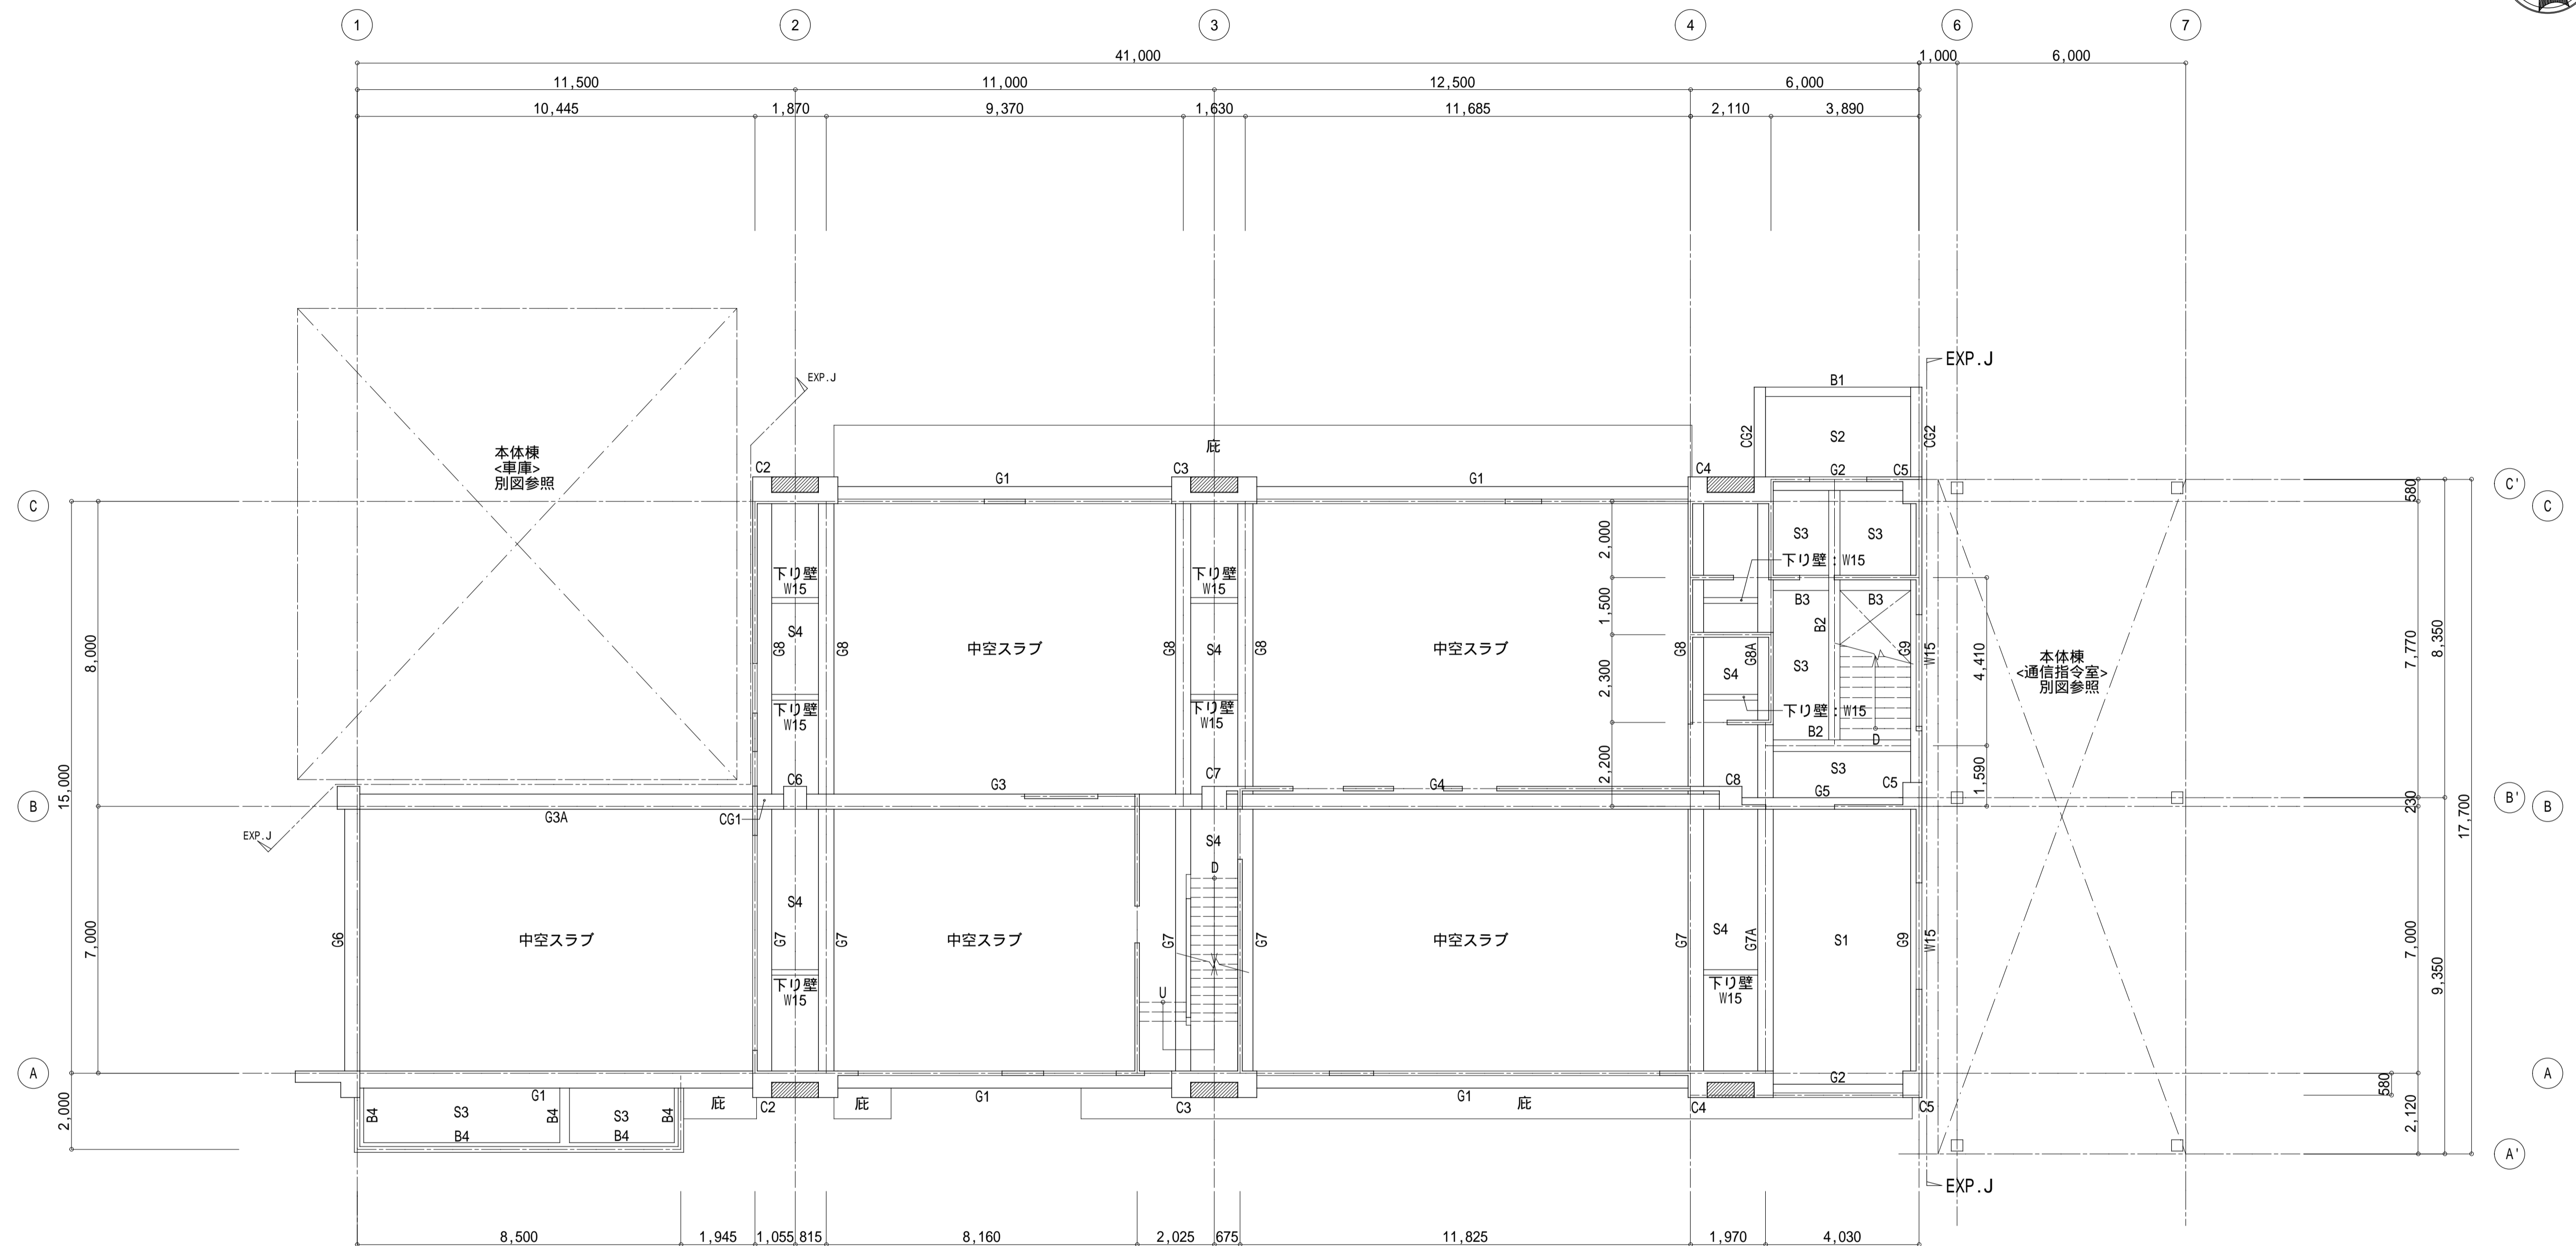 1
2
3
4
6
7
41,000
1,000
6,000
11,500
11,000
12,500
6,000
10,445
1,870
9,370
1,630
11,685
2,110
3,890
EXP.J
EXP.J
B1
本体棟
<車庫>
別図参照
庇
CG2
S2
CG2
C2
G1
C3
G1
C4
G2
C5
C
C'
C
580
2,000
S3
S3
下り壁
W15
下り壁
W15
下り壁：W15
1,500
B3
B3
8,000
S4
G8
G8
中空スラブ
G8
S4
G8
中空スラブ
G8
G8A
B2
G9
W15
本体棟
<通信指令室>
別図参照
4,410
7,770
8,350
S3
S4
2,300
下り壁
W15
下り壁
W15
下り壁：W15
B2
D
15,000
2,200
S3
1,590
C6
G3
C7
G4
C8
G5
C5
B
B'
B
230
17,700
G3A
CG1
EXP.J
S4
D
S4
7,000
G6
中空スラブ
G7
G7
中空スラブ
G7
G7
中空スラブ
G7
S4
G7A
S1
G9
W15
7,000
9,350
下り壁
W15
U
下り壁
W15
A
A
G2
580
G1
2,000
B4
S3
B4
B4
S3
B4
B4
庇
C2
庇
G1
C3
G1
庇
C4
C5
2,120
A'
EXP.J
8,500
1,945
1,055
815
8,160
2,025
675
11,825
1,970
4,030